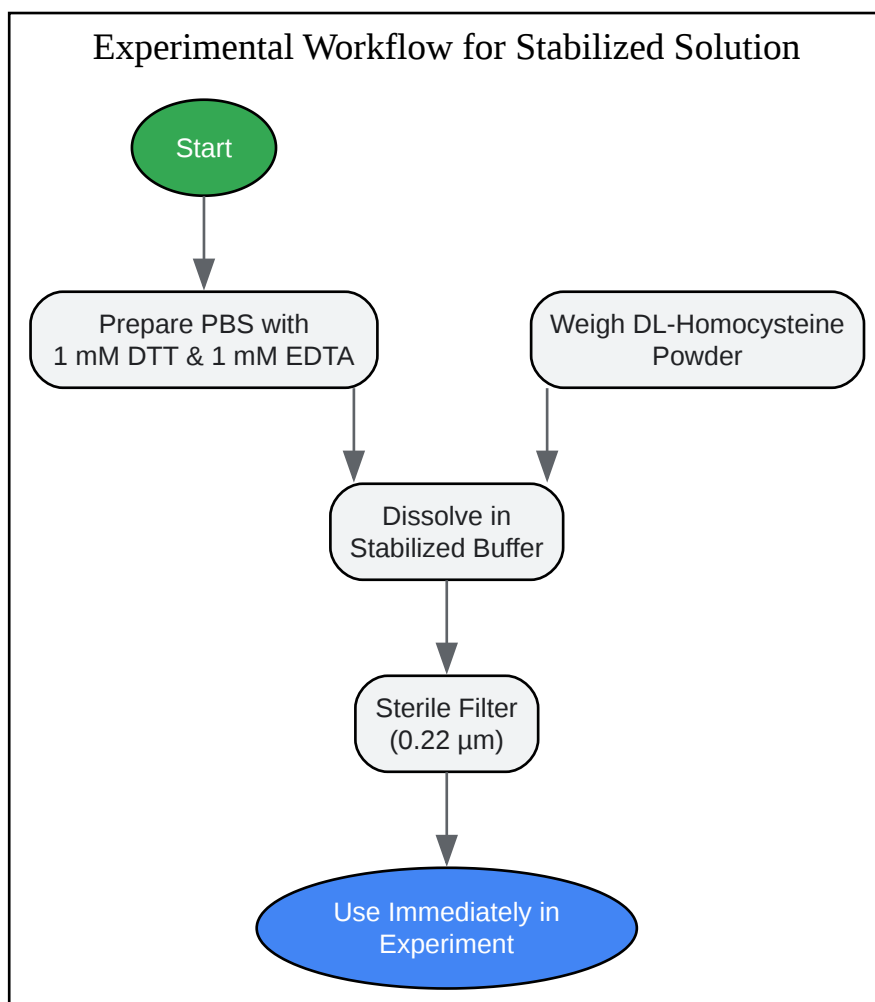 Experimental Workflow for Stabilized Solution
Start
Prepare PBS with
1 mM DTT & 1 mM EDTA
Weigh DL-Homocysteine
Powder
Dissolve in
Stabilized Buffer
Sterile Filter
(0.22 µm)
Use Immediately in
Experiment